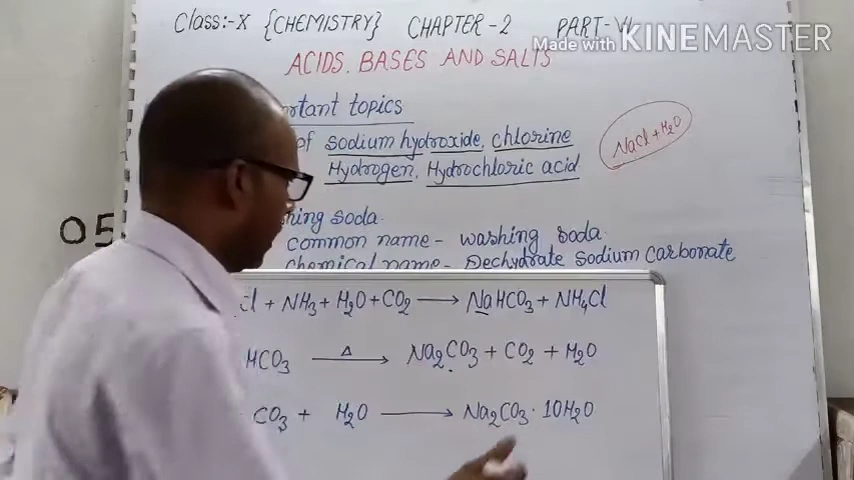 Class:- X {CHEMISTRY} CHAPTER - 2 PART - VI
Made with KINEMASTER
ACIDS, BASES AND SALTS
rtant topics
of sodium hydroxide, chlorine
Hydrogen, Hydrochloric acid
NaCl + H₂O
hing soda
common name - washing soda
chemical name - Dechydrate sodium carbonate
05
Cl + NH₃ + H₂O + CO₂ ⟶ NaHCO₃ + NH₄Cl
HCO₃ Δ⟶ Na₂CO₃ + CO₂ + H₂O
CO₃ + H₂O ⟶ Na₂CO₃ · 10H₂O